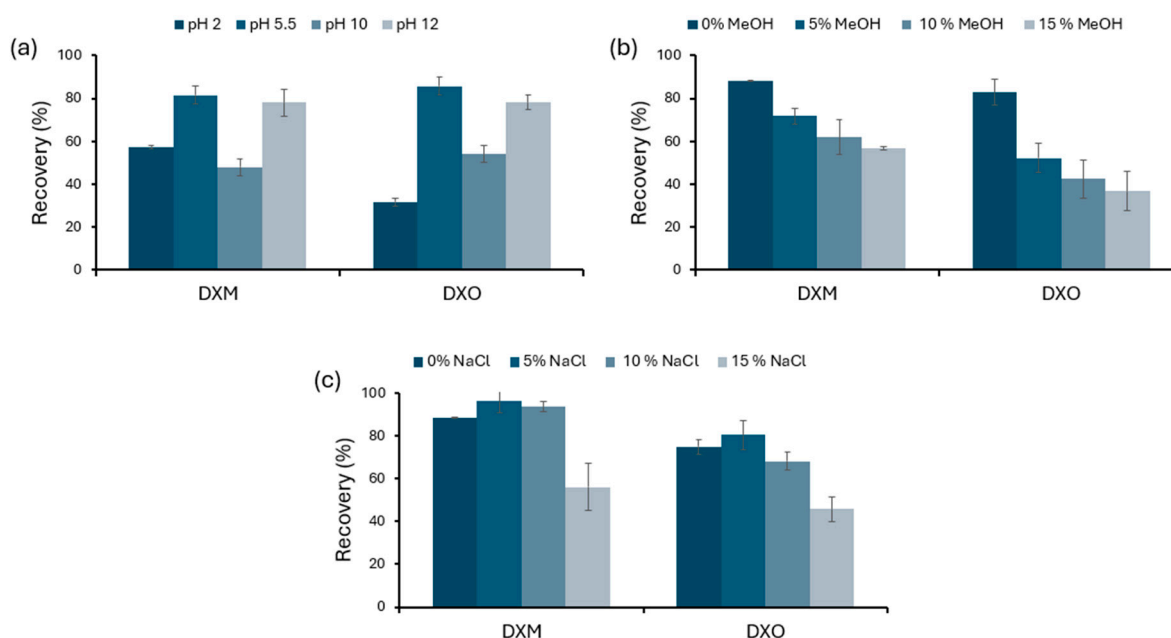 (a)
pH 2 pH 5.5 pH 10 pH 12
Recovery (%)
100
80
60
40
20
0
DXM DXO
(b)
0% MeOH 5% MeOH 10 % MeOH 15 % MeOH
Recovery (%)
100
80
60
40
20
0
DXM DXO
(c)
0% NaCl 5% NaCl 10 % NaCl 15 % NaCl
Recovery (%)
100
80
60
40
20
0
DXM DXO